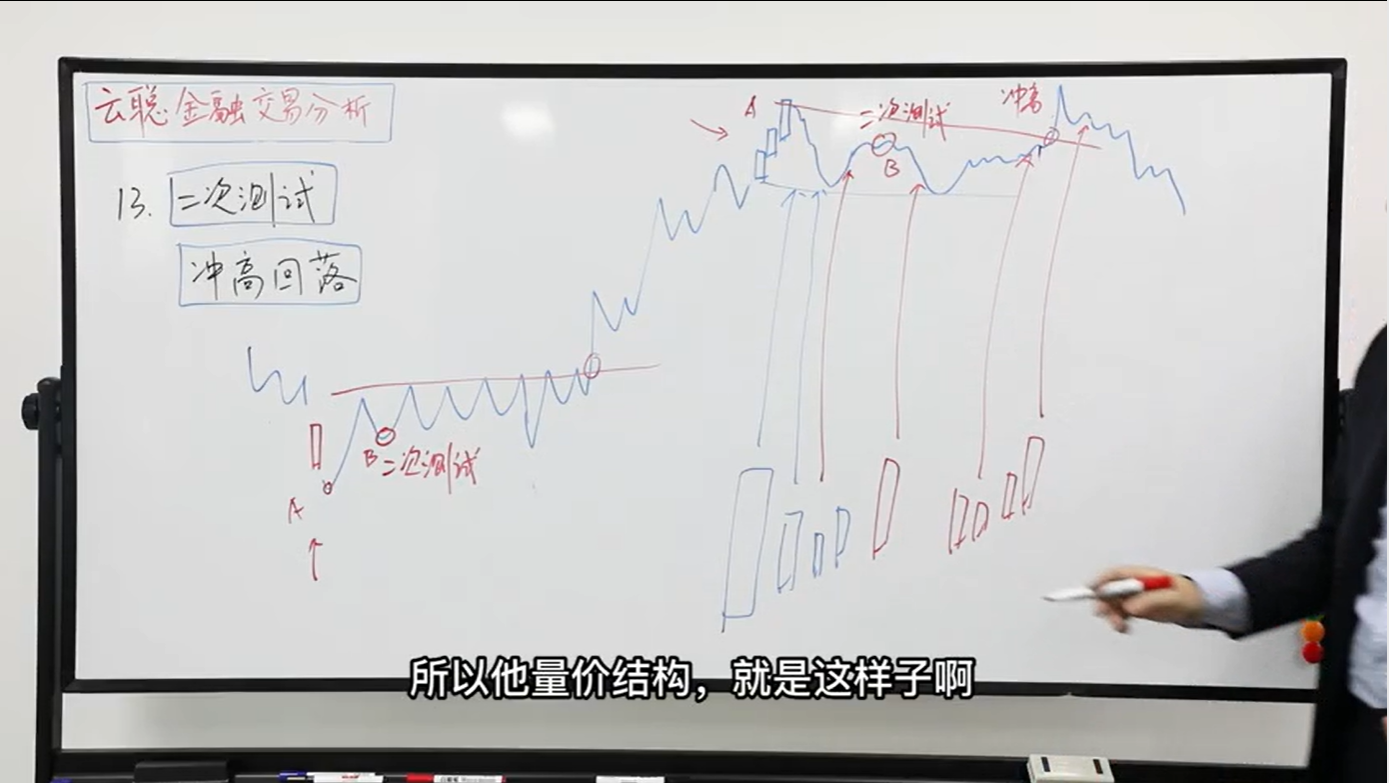 云聪金融交易分析
13. 二次测试
冲高回落
A
二次测试
B
冲高
B 二次测试
A
所以他量价结构，就是这样子啊